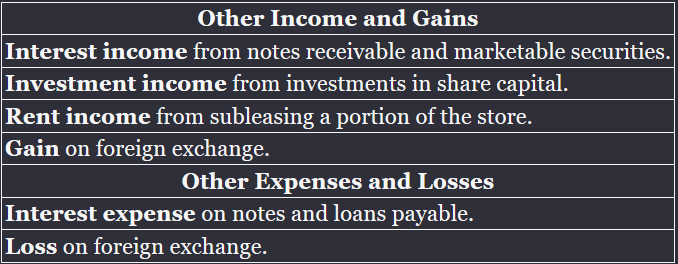 Other Income and Gains
Interest income from notes receivable and marketable securities.
Investment income from investments in share capital.
Rent income from subleasing a portion of the store.
Gain on foreign exchange.
Other Expenses and Losses
Interest expense on notes and loans payable.
Loss on foreign exchange.